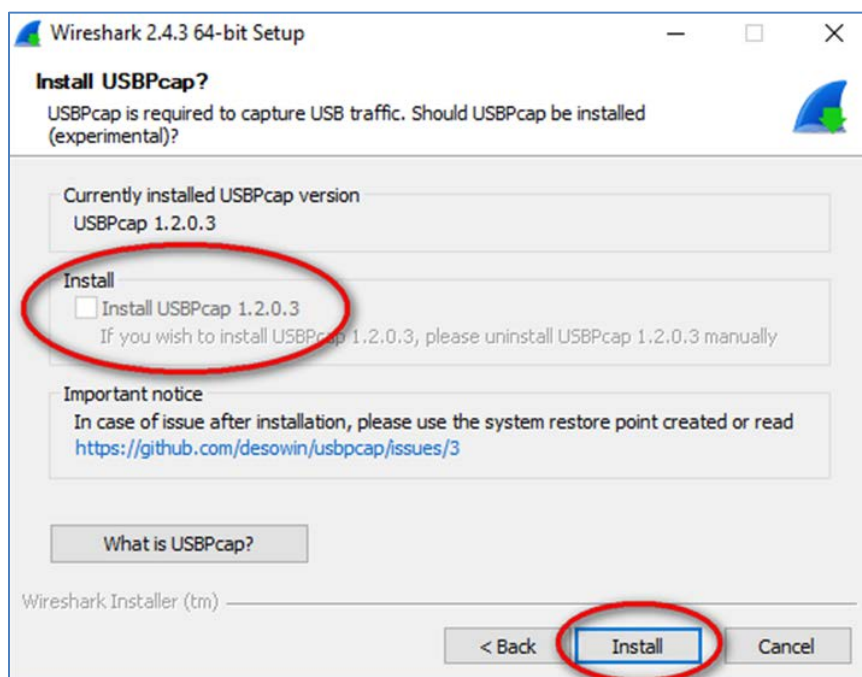 Wireshark 2.4.3 64-bit Setup
Install USBPcap?
USBPcap is required to capture USB traffic. Should USBPcap be installed
(experimental)?
Currently installed USBPcap version
USBPcap 1.2.0.3
Install
Install USBPcap 1.2.0.3
If you wish to install USBPcap 1.2.0.3, please uninstall USBPcap 1.2.0.3 manually
Important notice
In case of issue after installation, please use the system restore point created or read
https://github.com/desowin/usbpcap/issues/3
What is USBPcap?
Wireshark Installer (tm)
< Back Install Cancel